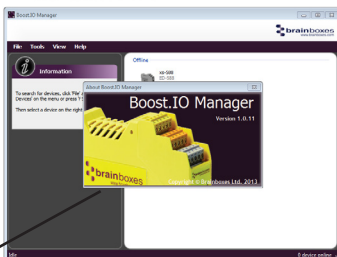 Boost.IO Manager
brainboxes
www.brainboxes.com
File Tools View Help
Information
To search for devices, click 'File'
Devices' on the menu or press
Then select a device on the right
Offline
ED-588
About Boost.IO Manager
Boost.IO Manager
Version 1.0.11
brainboxes
Copyright © Brainboxes Ltd. 2013
Idle
0 device online